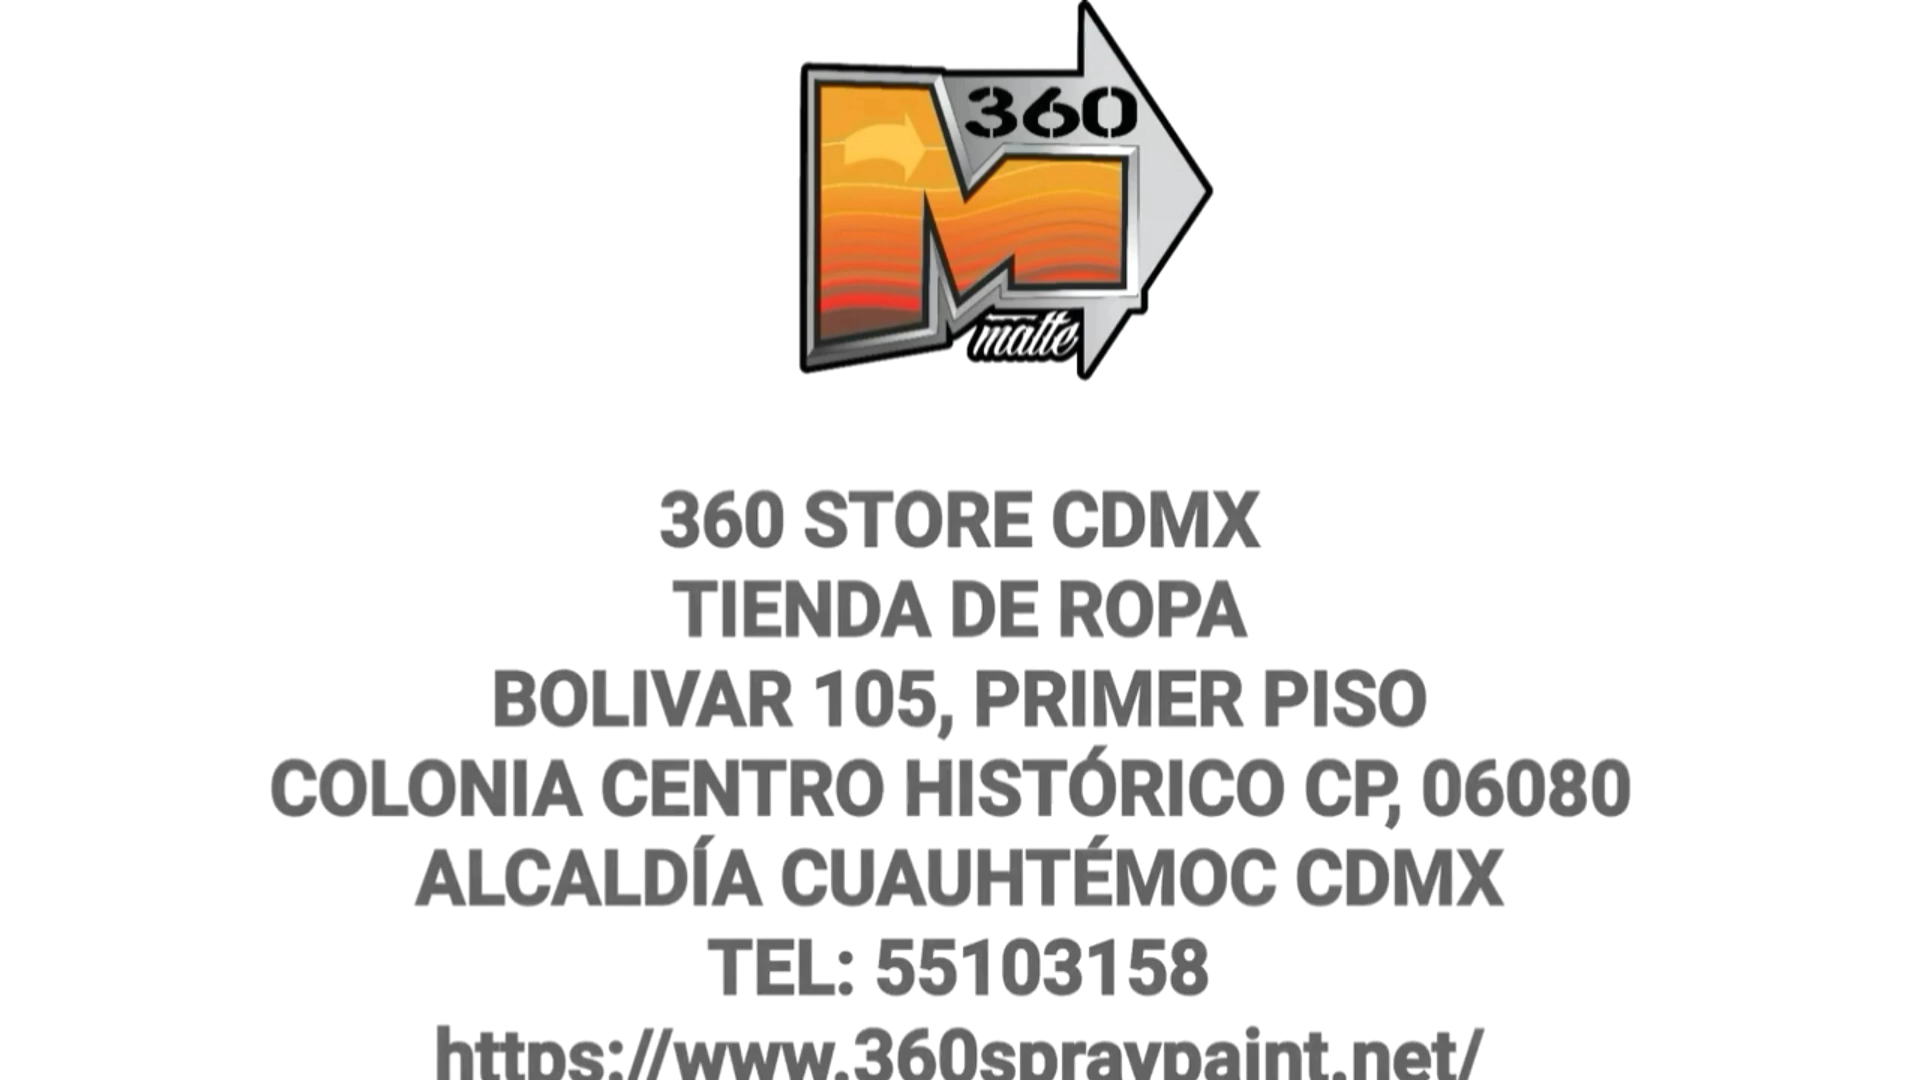 360
matte
360 STORE CDMX
TIENDA DE ROPA
BOLIVAR 105, PRIMER PISO
COLONIA CENTRO HISTÓRICO CP, 06080
ALCALDÍA CUAUHTÉMOC CDMX
TEL: 55103158
https://www.360spraypaint.net/